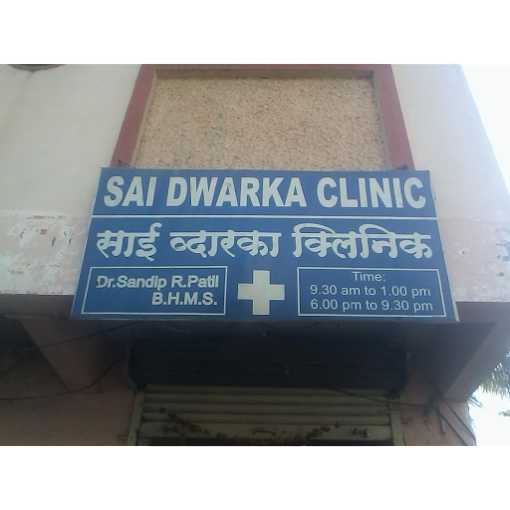 SAI DWARKA CLINIC
साई व्दारका क्लिनिक
Dr.Sandip R.Patil
B.H.M.S.
Time:
9.30 am to 1.00 pm
6.00 pm to 9.30 pm